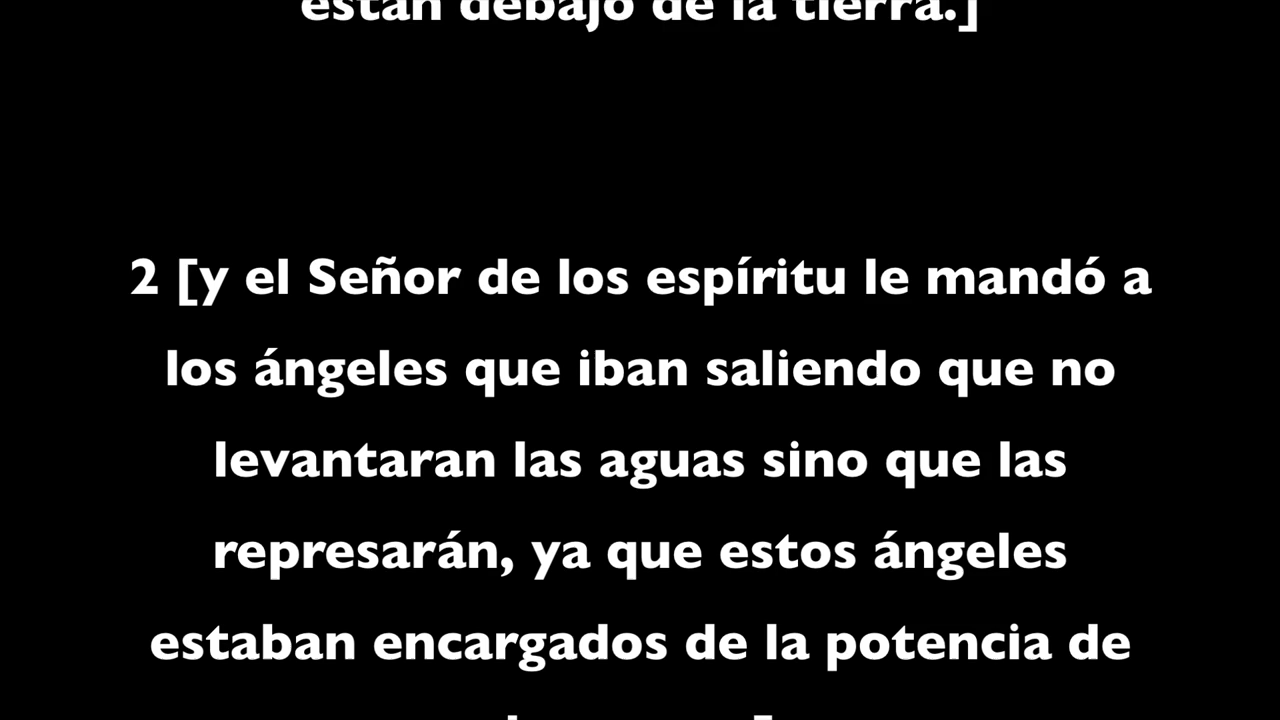 están debajo de la tierra.]
2 [y el Señor de los espíritu le mandó a
los ángeles que iban saliendo que no
levantaran las aguas sino que las
represarán, ya que estos ángeles
estaban encargados de la potencia de